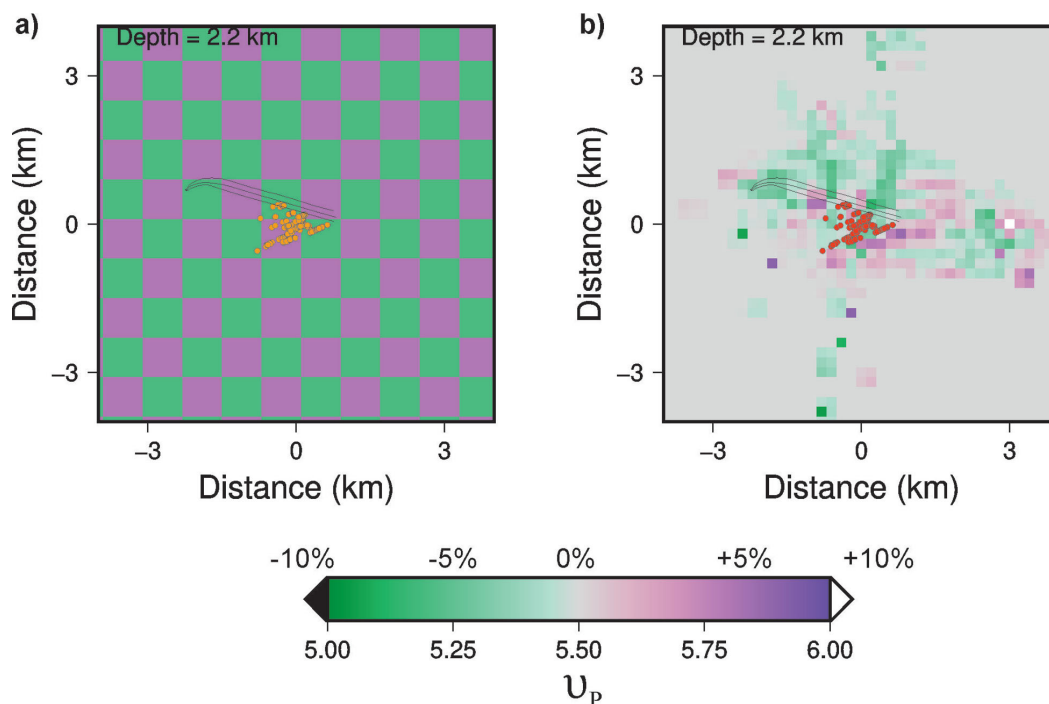 a)
Depth = 2.2 km
3
0
−3
Distance (km)
−3
0
3
Distance (km)
b)
Depth = 2.2 km
3
0
−3
Distance (km)
−3
0
3
Distance (km)
-10%
-5%
0%
+5%
+10%
5.00
5.25
5.50
5.75
6.00
υP